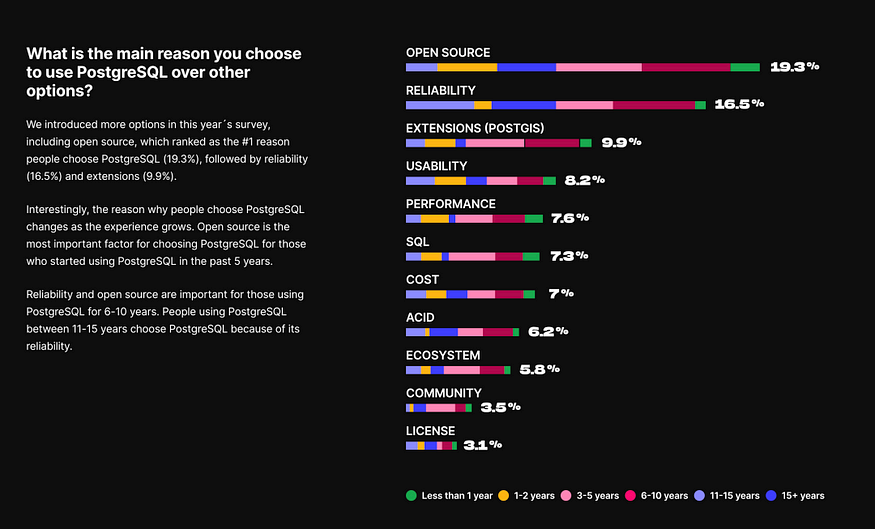 What is the main reason you choose
to use PostgreSQL over other
options?
We introduced more options in this year´s survey,
including open source, which ranked as the #1 reason
people choose PostgreSQL (19.3%), followed by reliability
(16.5%) and extensions (9.9%).
Interestingly, the reason why people choose PostgreSQL
changes as the experience grows. Open source is the
most important factor for choosing PostgreSQL for those
who started using PostgreSQL in the past 5 years.
Reliability and open source are important for those using
PostgreSQL for 6-10 years. People using PostgreSQL
between 11-15 years choose PostgreSQL because of its
reliability.
OPEN SOURCE
19.3%
RELIABILITY
16.5%
EXTENSIONS (POSTGIS)
9.9%
USABILITY
8.2%
PERFORMANCE
7.6%
SQL
7.3%
COST
7%
ACID
6.2%
ECOSYSTEM
5.8%
COMMUNITY
3.5%
LICENSE
3.1%
Less than 1 year 1-2 years 3-5 years 6-10 years 11-15 years 15+ years